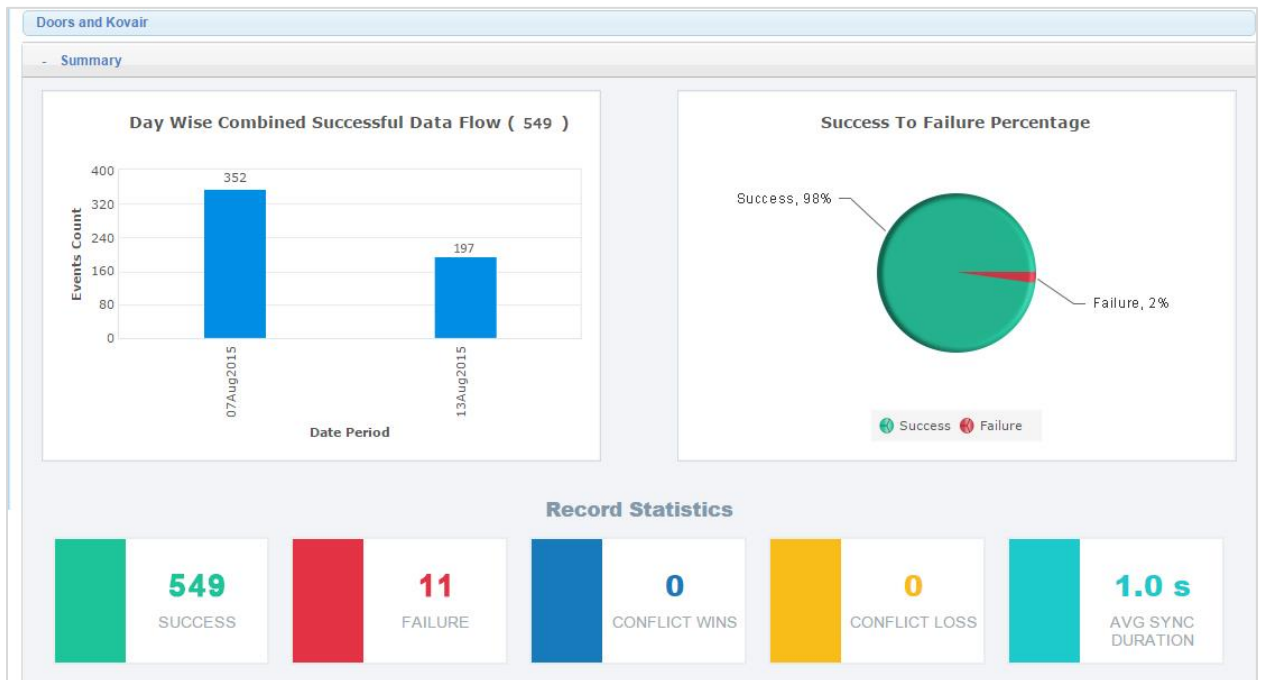 Doors and Kovair
- Summary
Day Wise Combined Successful Data Flow ( 549 )
400
320
240
160
80
0
Events Count
352
197
07Aug2015
13Aug2015
Date Period
Success To Failure Percentage
Success, 98%
Failure, 2%
Success Failure
Record Statistics
549
SUCCESS
11
FAILURE
0
CONFLICT WINS
0
CONFLICT LOSS
1.0 s
AVG SYNC
DURATION